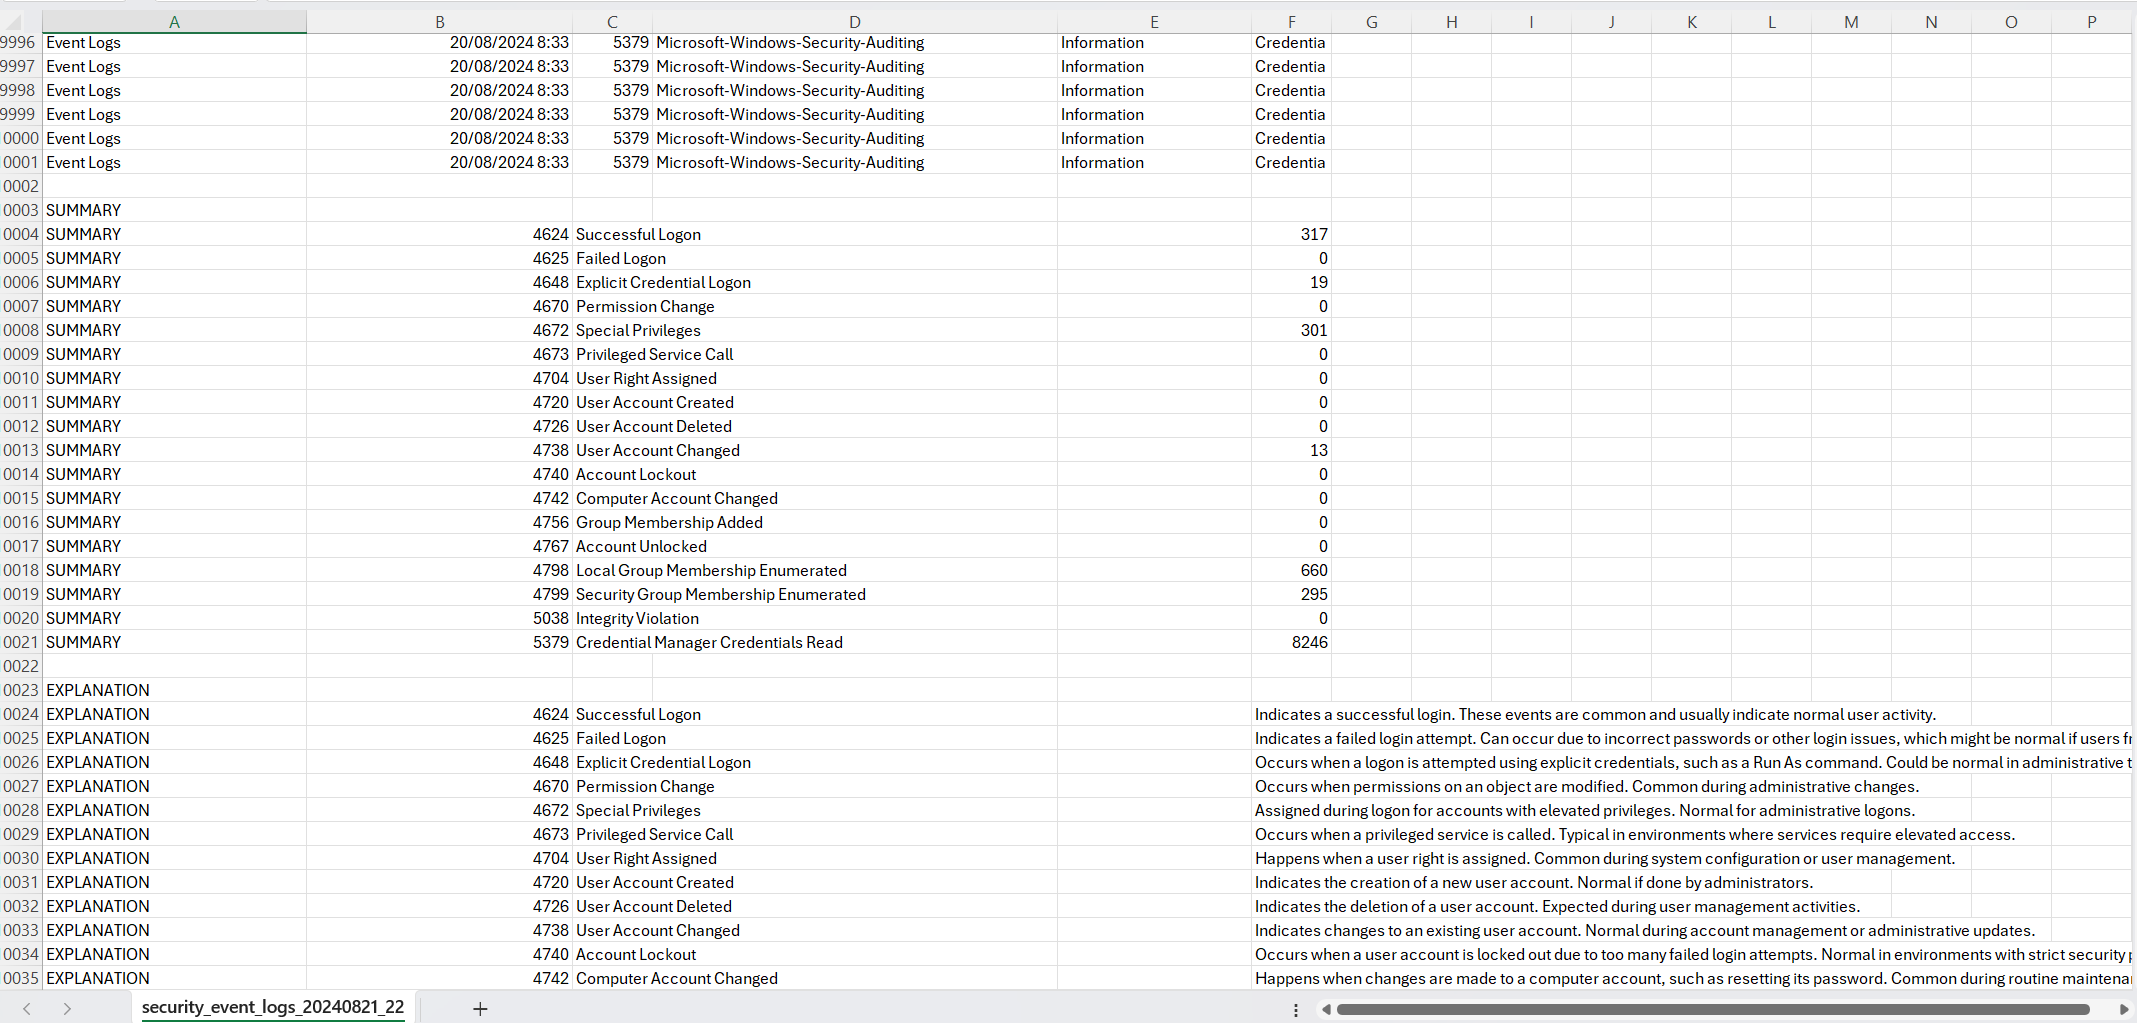 A B C D E F G H I J K L M N O P
9996 Event Logs 20/08/2024 8:33 5379 Microsoft-Windows-Security-Auditing Information Credentia
9997 Event Logs 20/08/2024 8:33 5379 Microsoft-Windows-Security-Auditing Information Credentia
9998 Event Logs 20/08/2024 8:33 5379 Microsoft-Windows-Security-Auditing Information Credentia
9999 Event Logs 20/08/2024 8:33 5379 Microsoft-Windows-Security-Auditing Information Credentia
0000 Event Logs 20/08/2024 8:33 5379 Microsoft-Windows-Security-Auditing Information Credentia
0001 Event Logs 20/08/2024 8:33 5379 Microsoft-Windows-Security-Auditing Information Credentia
0002
0003 SUMMARY
0004 SUMMARY 4624 Successful Logon 317
0005 SUMMARY 4625 Failed Logon 0
0006 SUMMARY 4648 Explicit Credential Logon 19
0007 SUMMARY 4670 Permission Change 0
0008 SUMMARY 4672 Special Privileges 301
0009 SUMMARY 4673 Privileged Service Call 0
0010 SUMMARY 4704 User Right Assigned 0
0011 SUMMARY 4720 User Account Created 0
0012 SUMMARY 4726 User Account Deleted 0
0013 SUMMARY 4738 User Account Changed 13
0014 SUMMARY 4740 Account Lockout 0
0015 SUMMARY 4742 Computer Account Changed 0
0016 SUMMARY 4756 Group Membership Added 0
0017 SUMMARY 4767 Account Unlocked 0
0018 SUMMARY 4798 Local Group Membership Enumerated 660
0019 SUMMARY 4799 Security Group Membership Enumerated 295
0020 SUMMARY 5038 Integrity Violation 0
0021 SUMMARY 5379 Credential Manager Credentials Read 8246
0022
0023 EXPLANATION
0024 EXPLANATION 4624 Successful Logon Indicates a successful login. These events are common and usually indicate normal user activity.
0025 EXPLANATION 4625 Failed Logon Indicates a failed login attempt. Can occur due to incorrect passwords or other login issues, which might be normal if users
0026 EXPLANATION 4648 Explicit Credential Logon Occurs when a logon is attempted using explicit credentials, such as a Run As command. Could be normal in administrative
0027 EXPLANATION 4670 Permission Change Occurs when permissions on an object are modified. Common during administrative changes.
0028 EXPLANATION 4672 Special Privileges Assigned during logon for accounts with elevated privileges. Normal for administrative logons.
0029 EXPLANATION 4673 Privileged Service Call Occurs when a privileged service is called. Typical in environments where services require elevated access.
0030 EXPLANATION 4704 User Right Assigned Happens when a user right is assigned. Common during system configuration or user management.
0031 EXPLANATION 4720 User Account Created Indicates the creation of a new user account. Normal if done by administrators.
0032 EXPLANATION 4726 User Account Deleted Indicates the deletion of a user account. Expected during user management activities.
0033 EXPLANATION 4738 User Account Changed Indicates changes to an existing user account. Normal during account management or administrative updates.
0034 EXPLANATION 4740 Account Lockout Occurs when a user account is locked out due to too many failed login attempts. Normal in environments with strict security
0035 EXPLANATION 4742 Computer Account Changed Happens when changes are made to a computer account, such as resetting its password. Common during routine maintena
security_event_logs_20240821_22